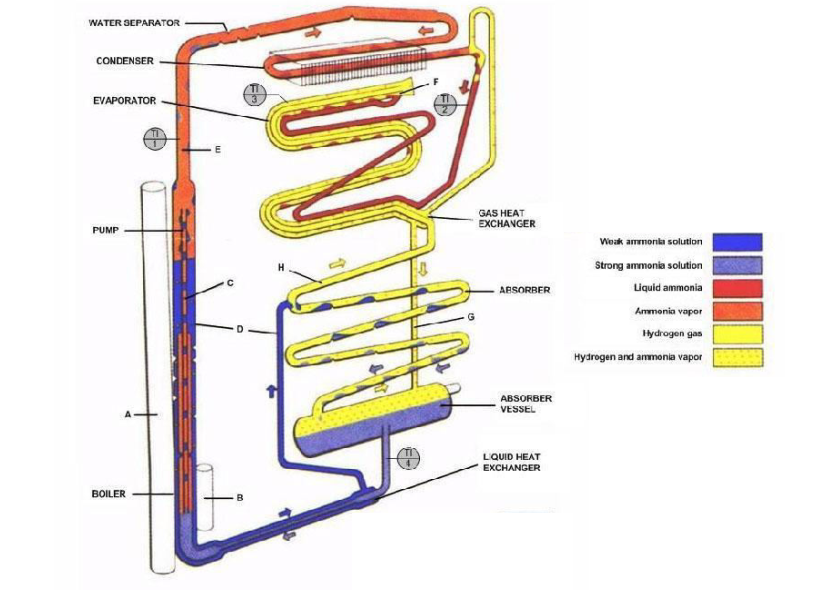 WATER SEPARATOR
CONDENSER
TI
3
F
EVAPORATOR
TI
2
TI
1
E
GAS HEAT
EXCHANGER
PUMP
Weak ammonia solution
H
Strong ammonia solution
C
ABSORBER
Liquid ammonia
Ammonia vapor
G
D
Hydrogen gas
Hydrogen and ammonia vapor
ABSORBER
VESSEL
A
TI
4
LIQUID HEAT
EXCHANGER
BOILER
B